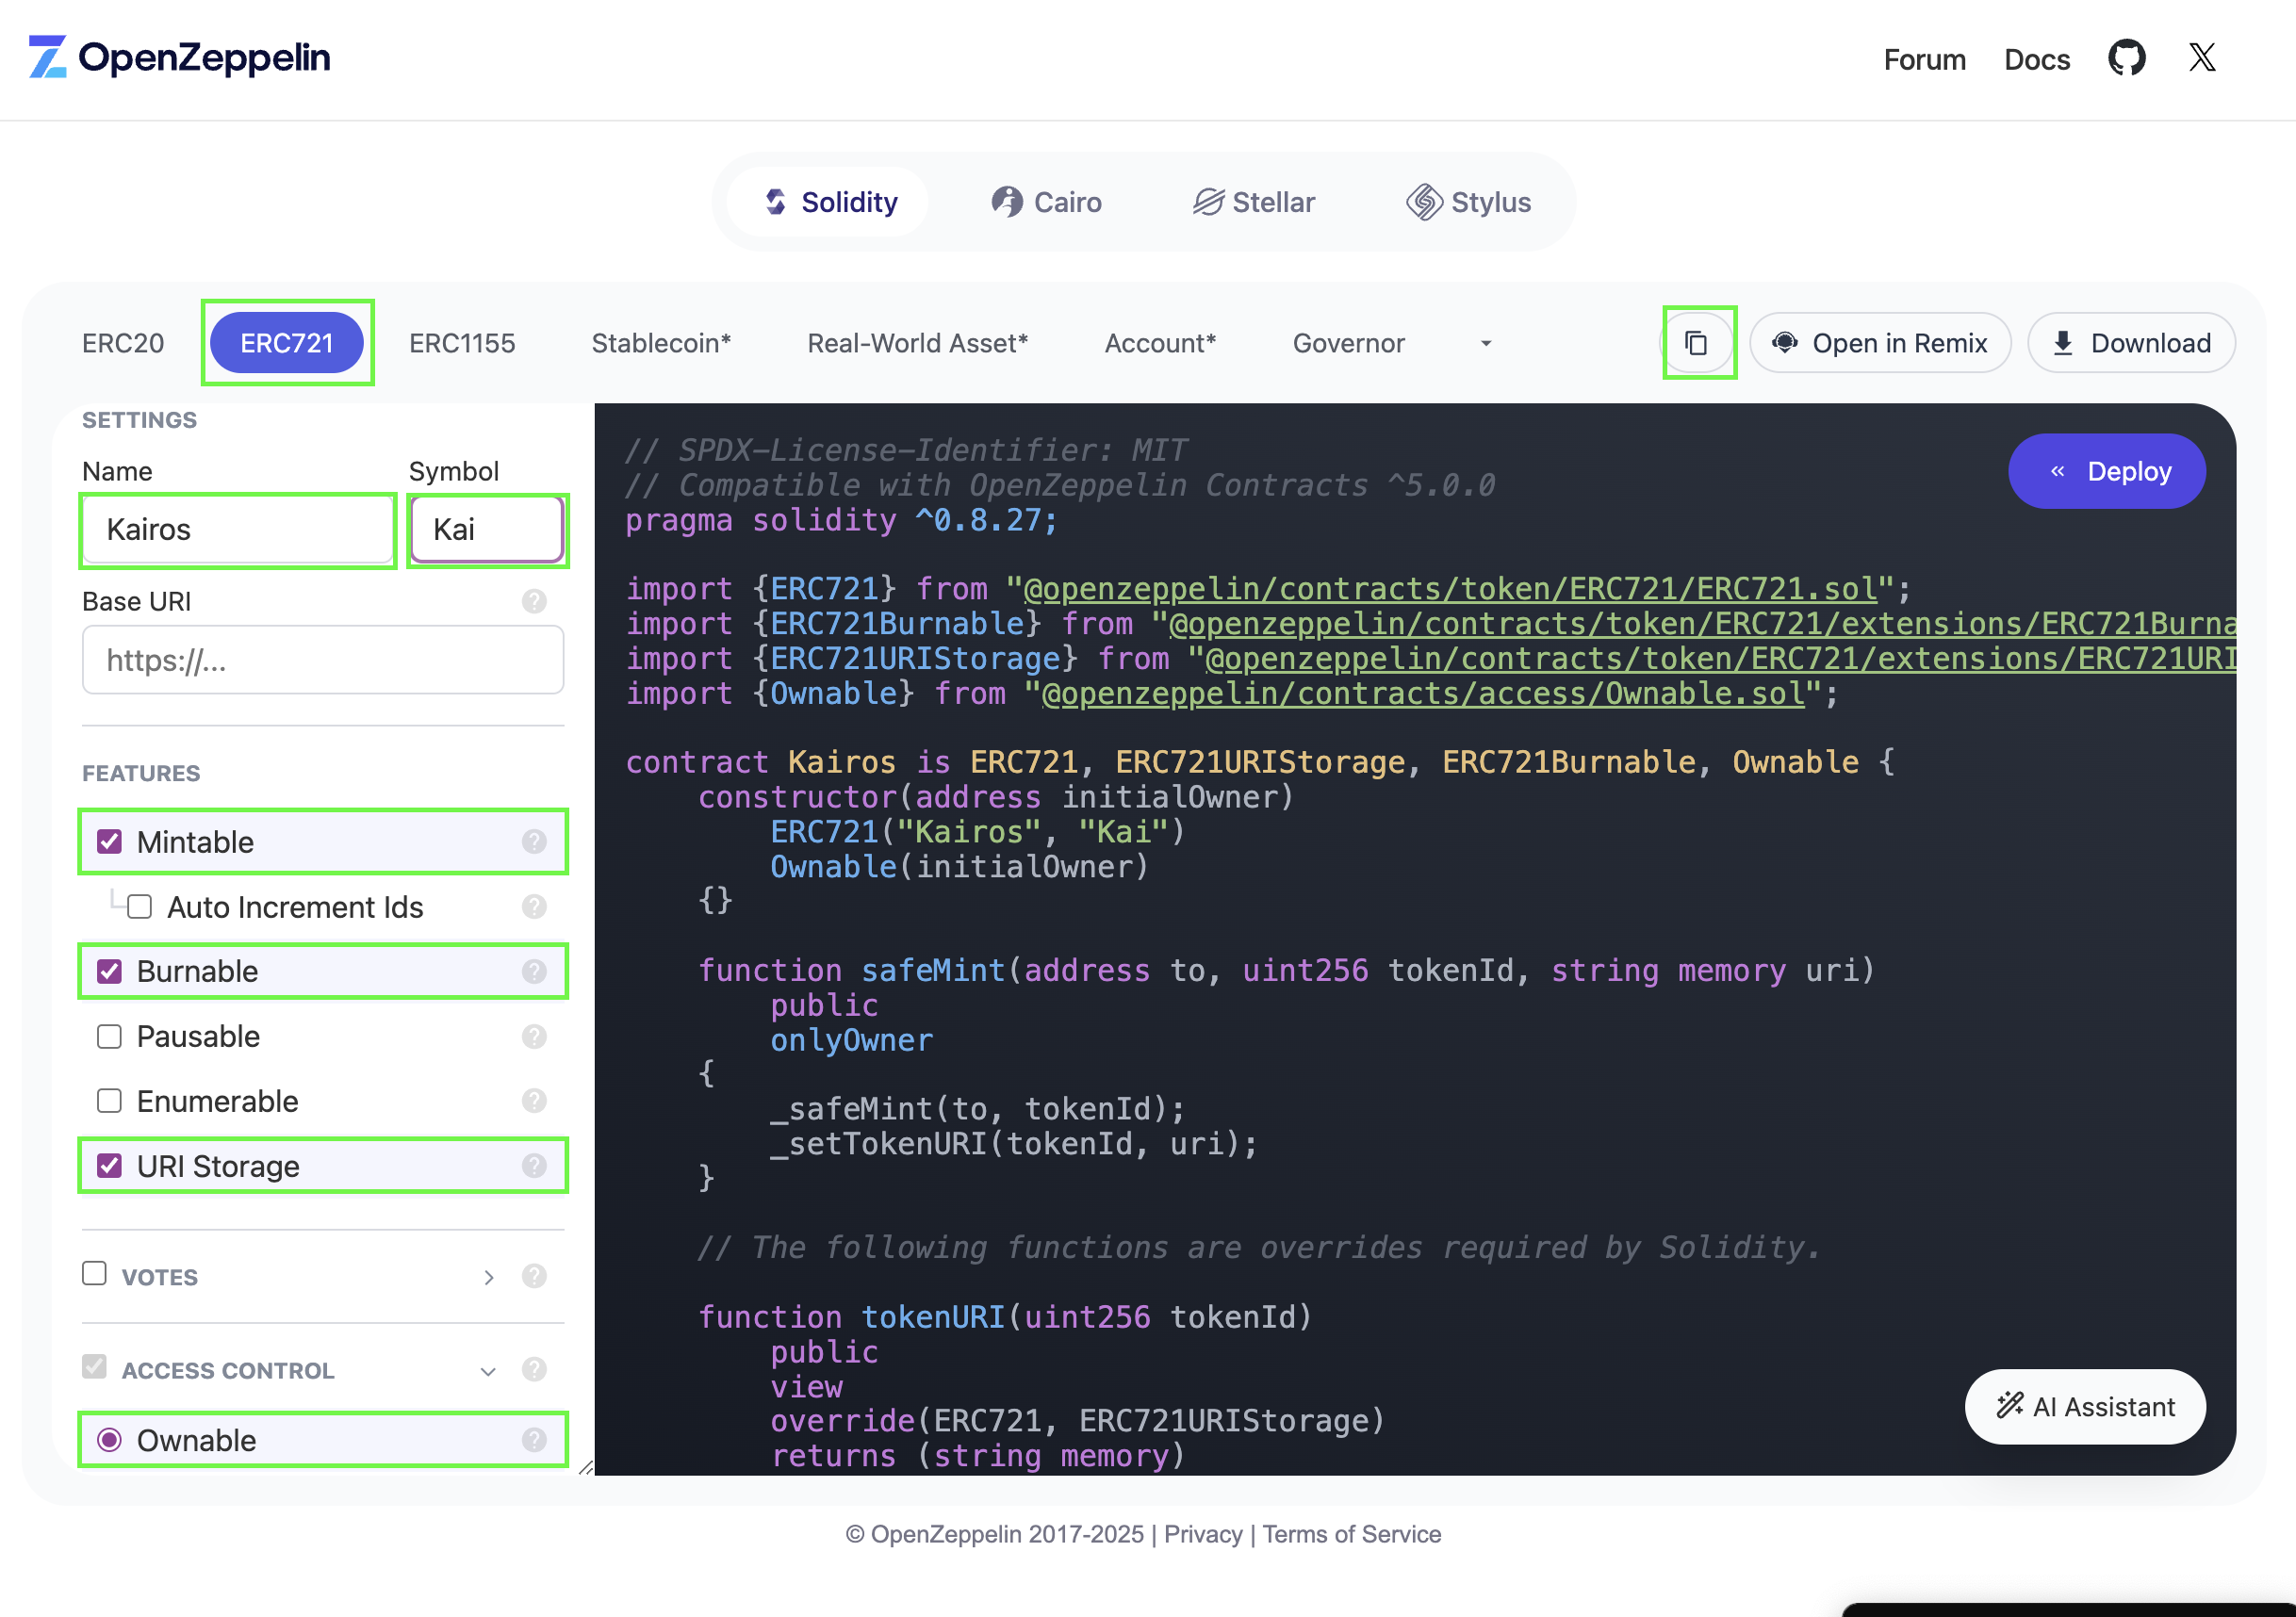 OpenZeppelin
Forum Docs
Solidity Cairo Stellar Stylus
ERC20 ERC721 ERC1155 Stablecoin* Real-World Asset* Account* Governor Open in Remix Download
SETTINGS
Name Symbol
Kairos Kai
Base URI
https://...
FEATURES
Mintable
Auto Increment Ids
Burnable
Pausable
Enumerable
URI Storage
VOTES
ACCESS CONTROL
Ownable
// SPDX-License-Identifier: MIT
// Compatible with OpenZeppelin Contracts ^5.0.0
pragma solidity ^0.8.27;
import {ERC721} from "@openzeppelin/contracts/token/ERC721/ERC721.sol";
import {ERC721Burnable} from "@openzeppelin/contracts/token/ERC721/extensions/ERC721Burna
import {ERC721URIStorage} from "@openzeppelin/contracts/token/ERC721/extensions/ERC721URI
import {Ownable} from "@openzeppelin/contracts/access/Ownable.sol";
contract Kairos is ERC721, ERC721URIStorage, ERC721Burnable, Ownable {
constructor(address initialOwner)
ERC721("Kairos", "Kai")
Ownable(initialOwner)
{}
function safeMint(address to, uint256 tokenId, string memory uri)
public
onlyOwner
{
_safeMint(to, tokenId);
_setTokenURI(tokenId, uri);
}
// The following functions are overrides required by Solidity.
function tokenURI(uint256 tokenId)
public
view
override(ERC721, ERC721URIStorage)
returns (string memory)
Deploy
AI Assistant
© OpenZeppelin 2017-2025 | Privacy | Terms of Service